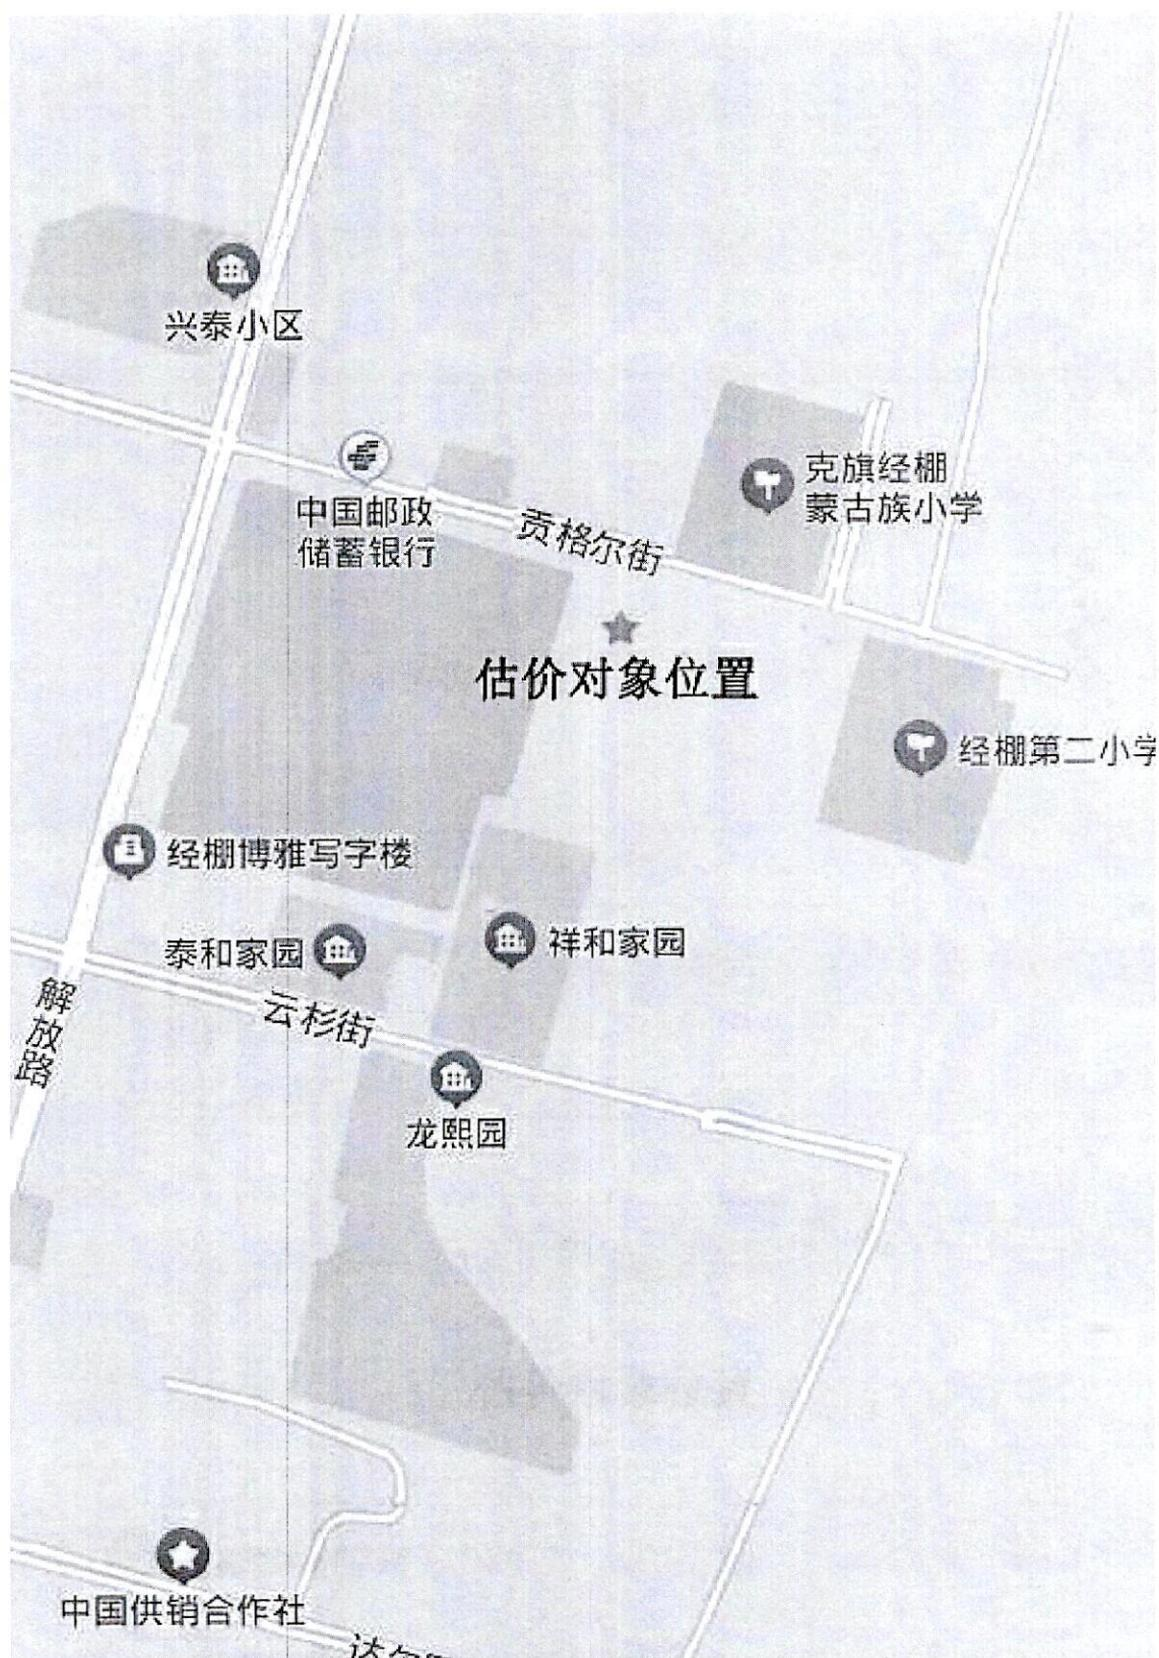 兴泰小区
克旗经棚
蒙古族小学
中国邮政
储蓄银行
贡格尔街
估价对象位置
经棚第二小学
经棚博雅写字楼
泰和家园
祥和家园
解放路
云杉街
龙熙园
中国供销合作社
达尔